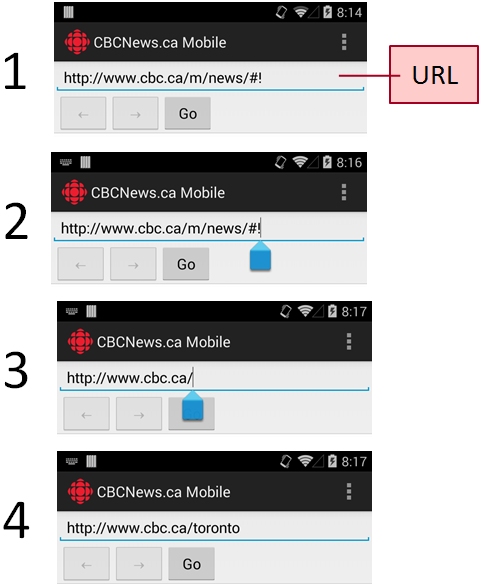 1
8:14
CBCNews.ca Mobile
http://www.cbc.ca/m/news/#!
URL
← → Go
2
8:16
CBCNews.ca Mobile
http://www.cbc.ca/m/news/#!
← → Go
3
8:17
CBCNews.ca Mobile
http://www.cbc.ca/
← →
4
8:17
CBCNews.ca Mobile
http://www.cbc.ca/toronto
← → Go